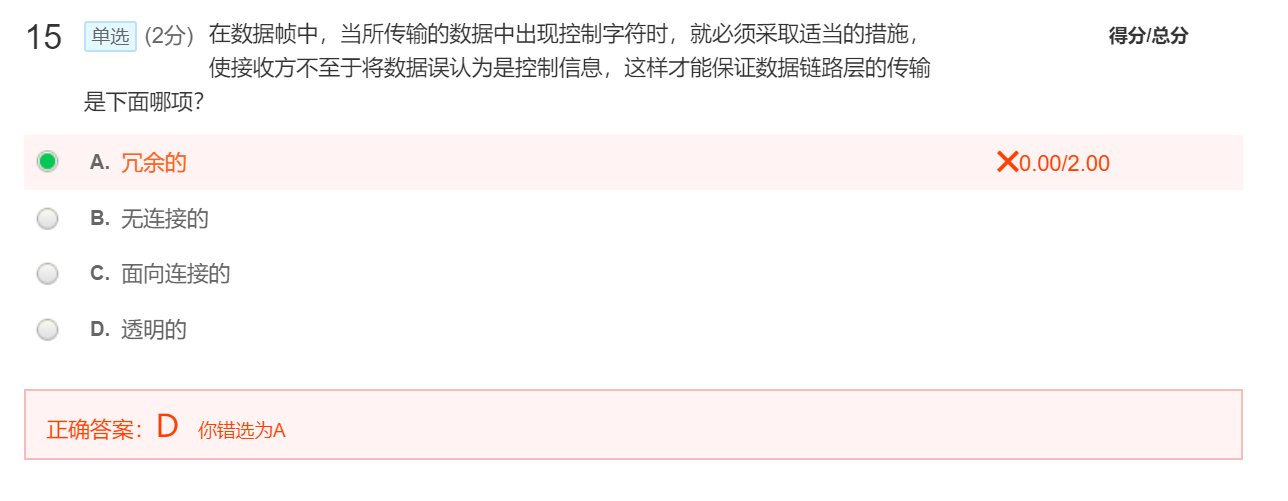 15 单选 (2分) 在数据帧中，当所传输的数据中出现控制字符时，就必须采取适当的措施， 得分/总分
使接收方不至于将数据误认为是控制信息，这样才能保证数据链路层的传输
是下面哪项？
A. 冗余的 ✕0.00/2.00
B. 无连接的
C. 面向连接的
D. 透明的
正确答案：D 你错选为A